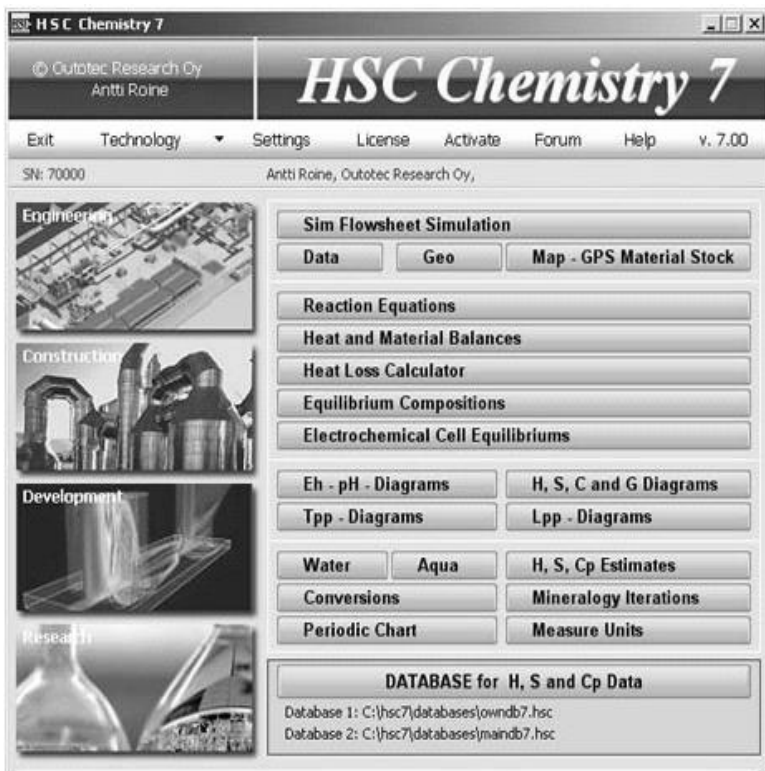 HSC Chemistry 7
© Outotec Research Oy
Antti Roine
HSC Chemistry 7
Exit Technology Settings License Activate Forum Help v. 7.00
SN: 70000 Antti Roine, Outotec Research Oy,
Engineering
Sim Flowsheet Simulation
Data Geo Map - GPS Material Stock
Reaction Equations
Heat and Material Balances
Construction
Heat Loss Calculator
Equilibrium Compositions
Electrochemical Cell Equilibriums
Development
Eh - pH - Diagrams H, S, C and G Diagrams
Tpp - Diagrams Lpp - Diagrams
Water Aqua H, S, Cp Estimates
Conversions Mineralogy Iterations
Research
Periodic Chart Measure Units
DATABASE for H, S and Cp Data
Database 1: C:\hsc7\databases\owndb7.hsc
Database 2: C:\hsc7\databases\maindb7.hsc